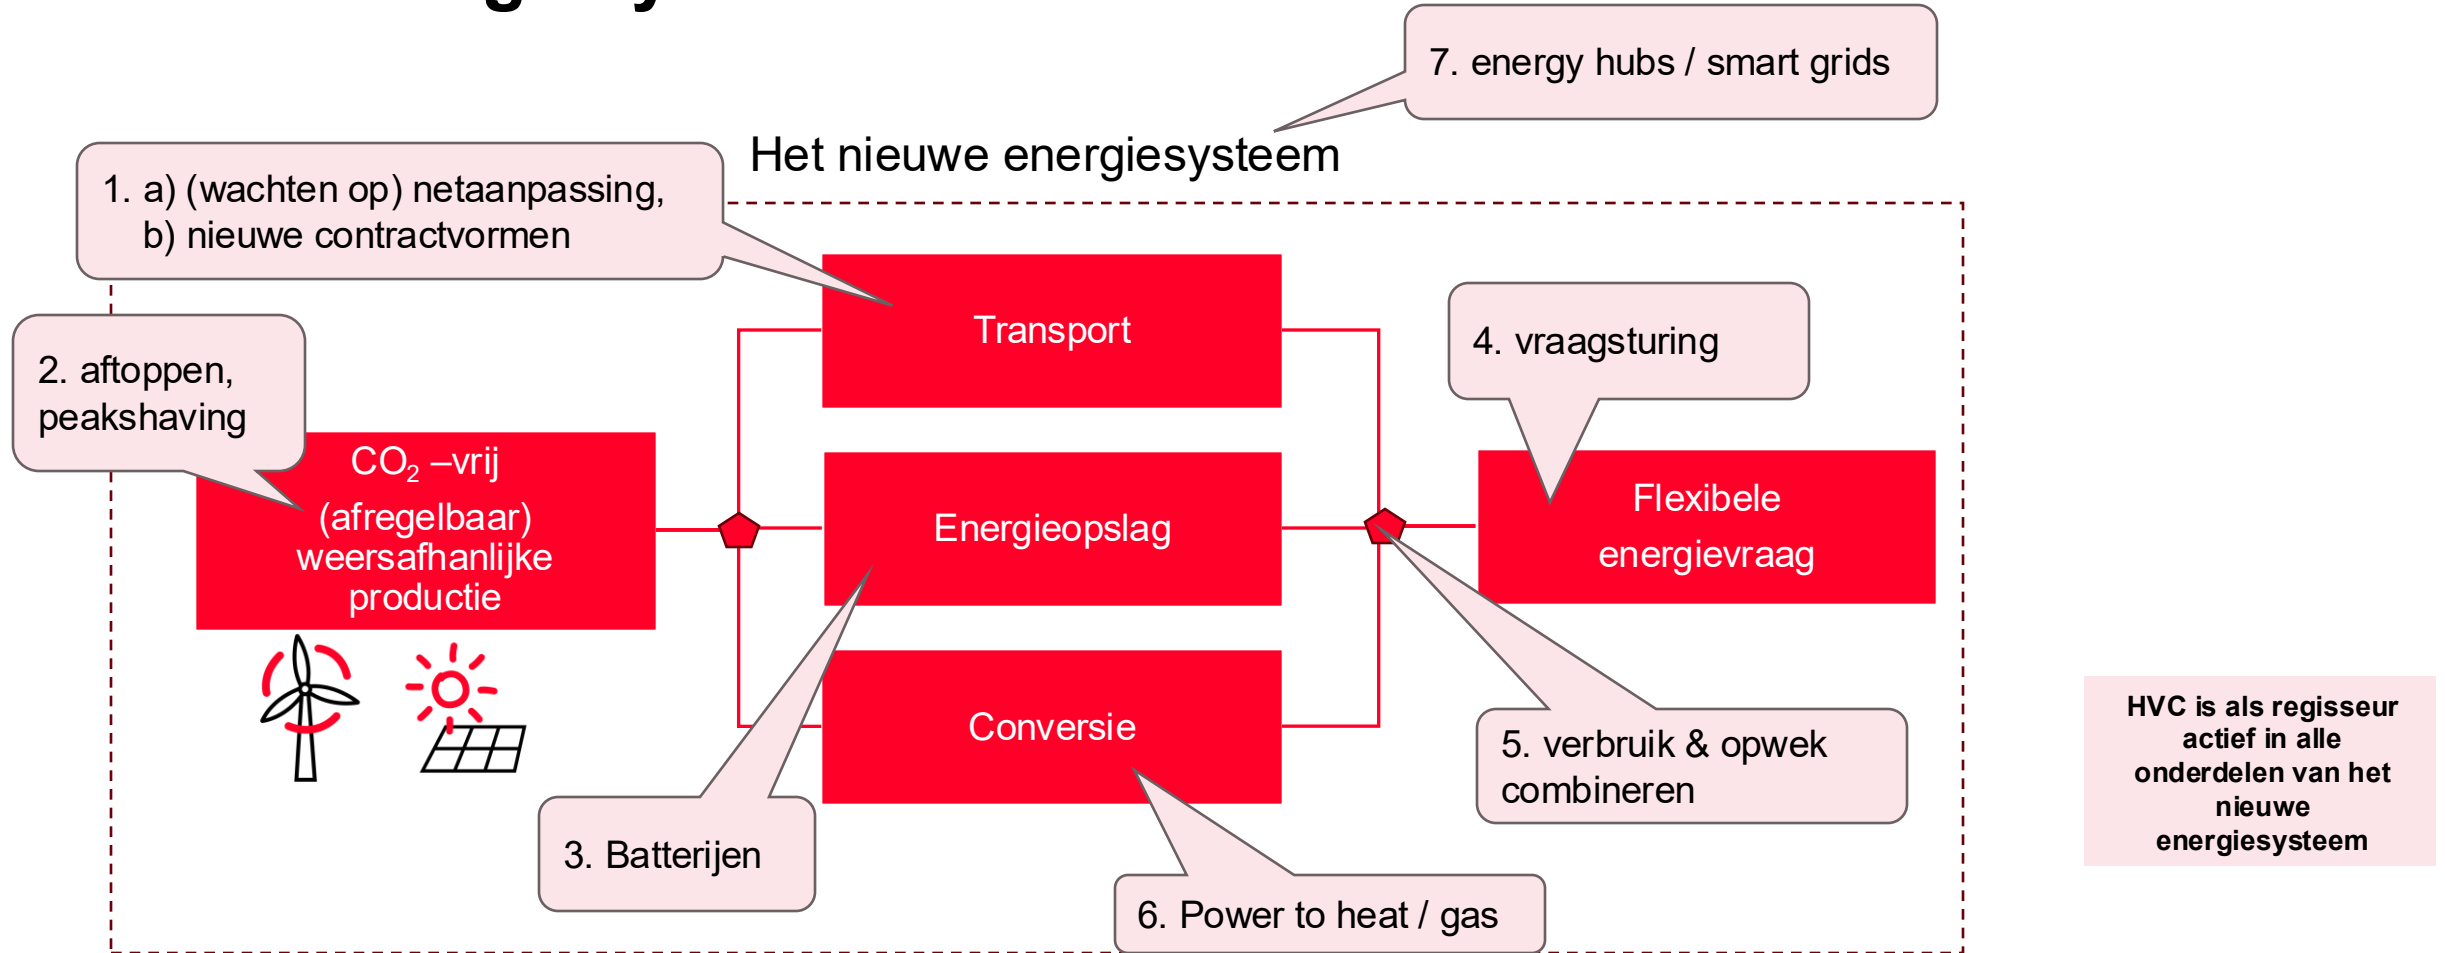 7. energy hubs / smart grids
Het nieuwe energiesysteem
1. a) (wachten op) netaanpassing,
b) nieuwe contractvormen
Transport
4. vraagsturing
2. aftoppen,
peakshaving
CO₂ –vrij
(afregelbaar)
weersafhanlijke
productie
Energieopslag
Flexibele
energievraag
Conversie
5. verbruik & opwek
combineren
3. Batterijen
6. Power to heat / gas
HVC is als regisseur
actief in alle
onderdelen van het
nieuwe
energiesysteem